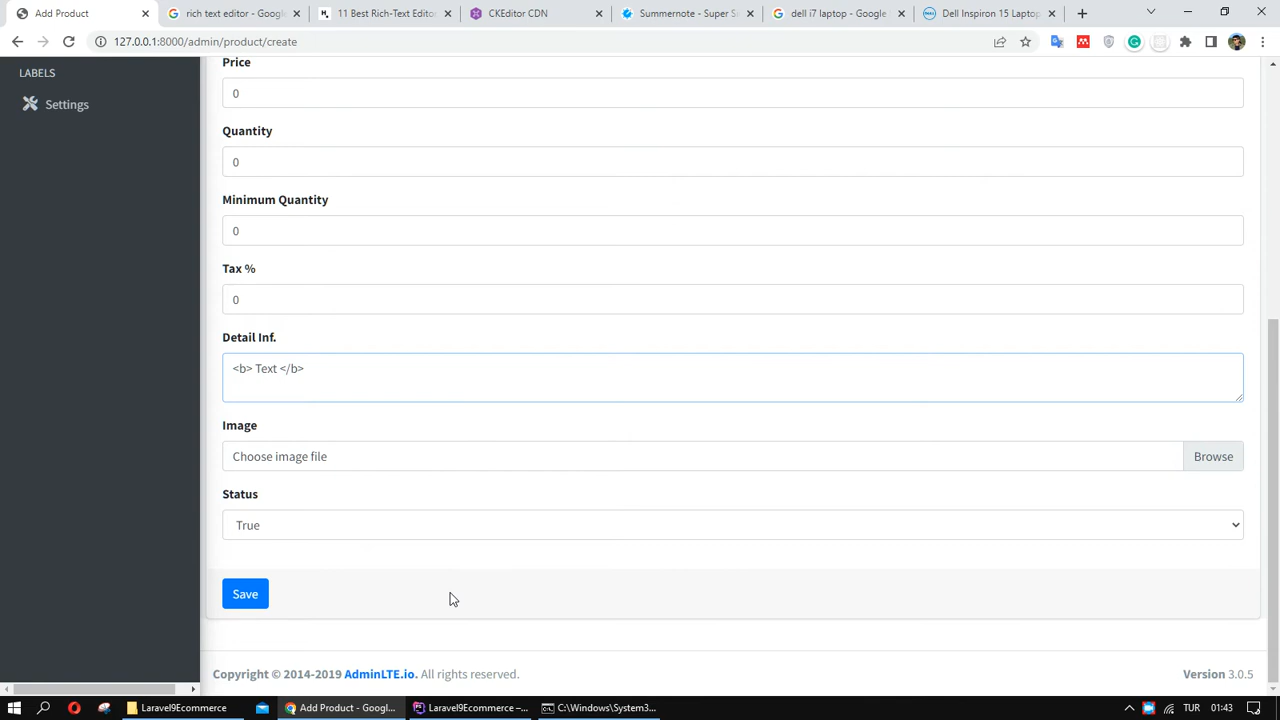 Add Product
rich text editor - Google
11 Best Rich-Text Editor
CKEditor CDN
Summernote - Super Si
dell i7 laptop - Google
Dell Inspiron 15 Laptop
127.0.0.1:8000/admin/product/create
LABELS
Settings
Price
0
Quantity
0
Minimum Quantity
0
Tax %
0
Detail Inf.
<b> Text </b>
Image
Choose image file
Browse
Status
True
Save
Copyright © 2014-2019 AdminLTE.io. All rights reserved.
Version 3.0.5
Laravel9Ecommerce
Add Product - Googl...
Laravel9Ecommerce –...
C:\Windows\System3...
TUR
01:43